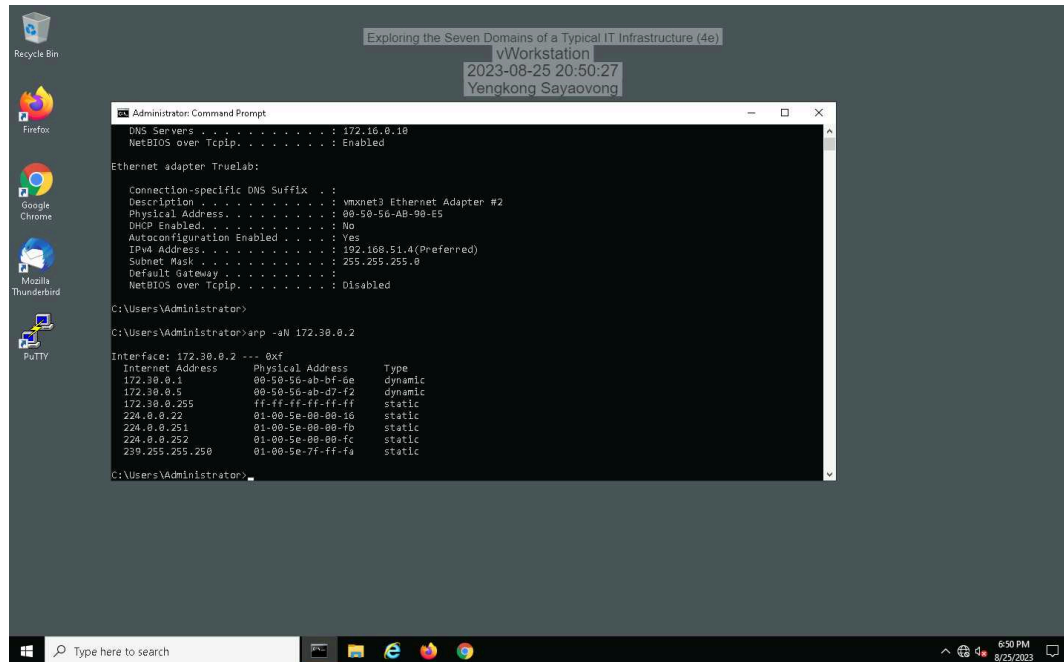 Recycle Bin
Firefox
Google
Chrome
Mozilla
Thunderbird
PuTTY
Exploring the Seven Domains of a Typical IT Infrastructure (4e)
vWorkstation
2023-08-25 20:50:27
Yengkong Sayaovong
Administrator: Command Prompt
DNS Servers . . . . . . . . . . . : 172.16.0.10
NetBIOS over Tcpip. . . . . . . . : Enabled
Ethernet adapter Truelab:
Connection-specific DNS Suffix . :
Description . . . . . . . . . . . : vmxnet3 Ethernet Adapter #2
Physical Address. . . . . . . . . : 00-50-56-AB-90-E5
DHCP Enabled. . . . . . . . . . . : No
Autoconfiguration Enabled . . . . : Yes
IPv4 Address. . . . . . . . . . . : 192.168.51.4(Preferred)
Subnet Mask . . . . . . . . . . . : 255.255.255.0
Default Gateway . . . . . . . . . :
NetBIOS over Tcpip. . . . . . . . : Disabled
C:\Users\Administrator>
C:\Users\Administrator>arp -aN 172.30.0.2
Interface: 172.30.0.2 --- 0xf
Internet Address Physical Address Type
172.30.0.1 00-50-56-ab-bf-6e dynamic
172.30.0.5 00-50-56-ab-d7-f2 dynamic
172.30.0.255 ff-ff-ff-ff-ff-ff static
224.0.0.22 01-00-5e-00-00-16 static
224.0.0.251 01-00-5e-00-00-fb static
224.0.0.252 01-00-5e-00-00-fc static
239.255.255.250 01-00-5e-7f-ff-fa static
C:\Users\Administrator>
Type here to search
6:50 PM
8/25/2023